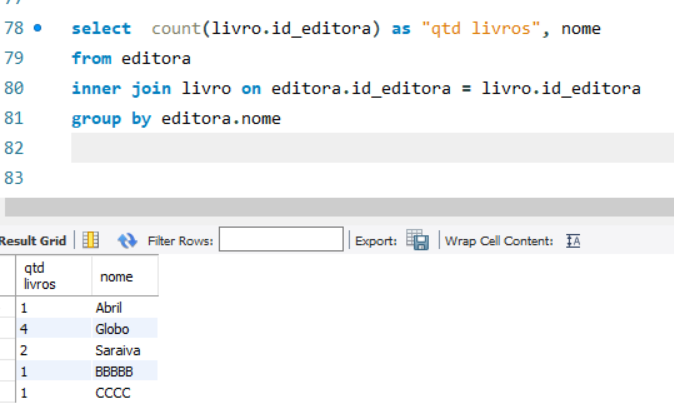 77
78 select count(livro.id_editora) as "qtd livros", nome
79 from editora
80 inner join livro on editora.id_editora = livro.id_editora
81 group by editora.nome
82
83
Result Grid Filter Rows: Export: Wrap Cell Content: IA
qtd livros nome
1 Abril
4 Globo
2 Saraiva
1 BBBBB
1 CCCC